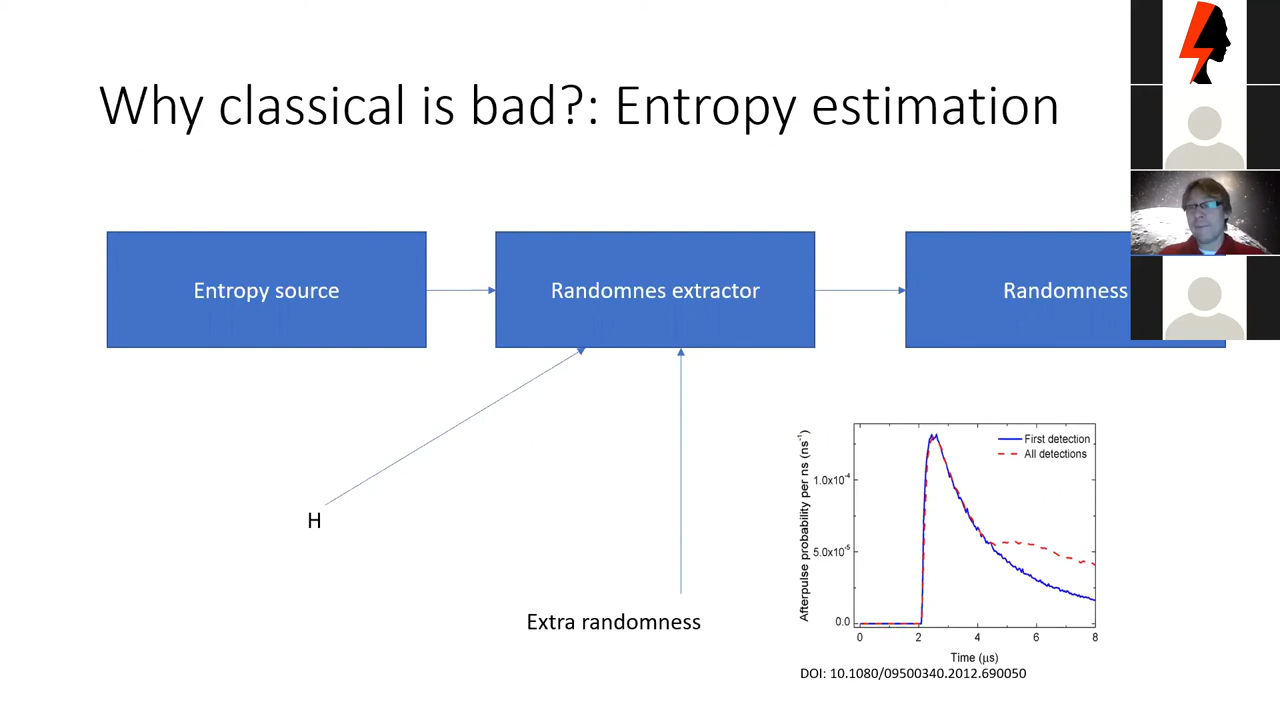 Why classical is bad?: Entropy estimation
Entropy source
Randomnes extractor
Randomness
H
Extra randomness
First detection
All detections
Afterpulse probability per ns (ns⁻¹)
1.0x10⁻⁴
5.0x10⁻⁵
0.0
0 2 4 6 8
Time (μs)
DOI: 10.1080/09500340.2012.690050